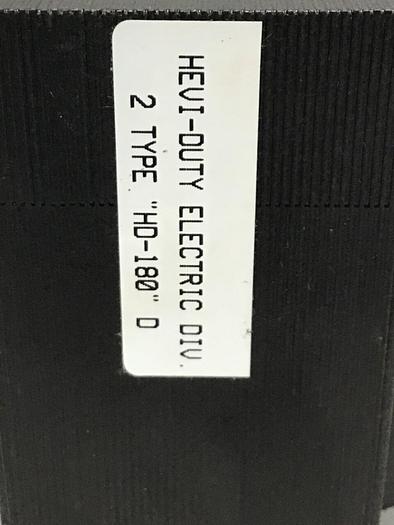 HEVI-DUTY ELECTRIC DIV.
2 TYPE "HD-180" D